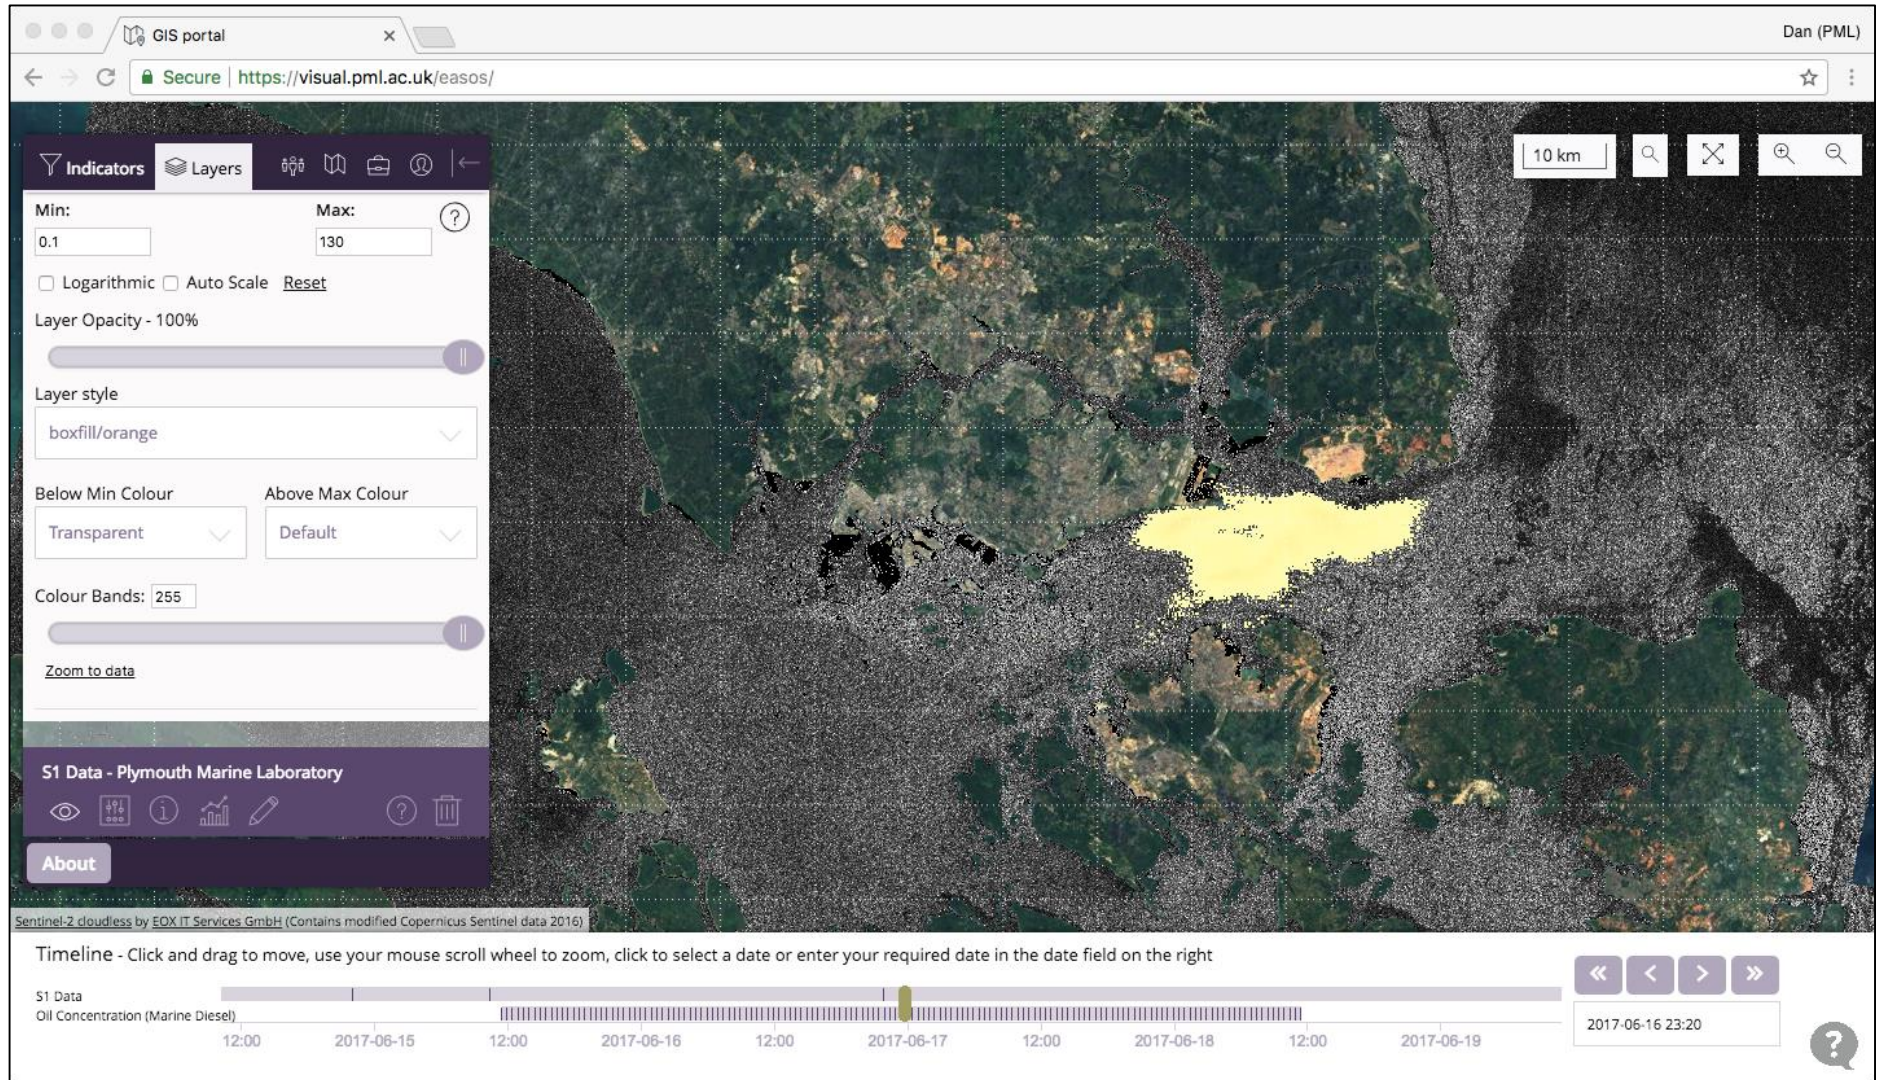 GIS portal
Dan (PML)
Secure | https://visual.pml.ac.uk/easos/
Indicators
Layers
10 km
Min:
Max:
0.1
130
Logarithmic
Auto Scale
Reset
Layer Opacity - 100%
Layer style
boxfill/orange
Below Min Colour
Above Max Colour
Transparent
Default
Colour Bands: 255
Zoom to data
S1 Data - Plymouth Marine Laboratory
About
Sentinel-2 cloudless by EOX IT Services GmbH (Contains modified Copernicus Sentinel data 2016)
Timeline - Click and drag to move, use your mouse scroll wheel to zoom, click to select a date or enter your required date in the date field on the right
S1 Data
Oil Concentration (Marine Diesel)
12:00 2017-06-15 12:00 2017-06-16 12:00 2017-06-17 12:00 2017-06-18 12:00 2017-06-19
2017-06-16 23:20